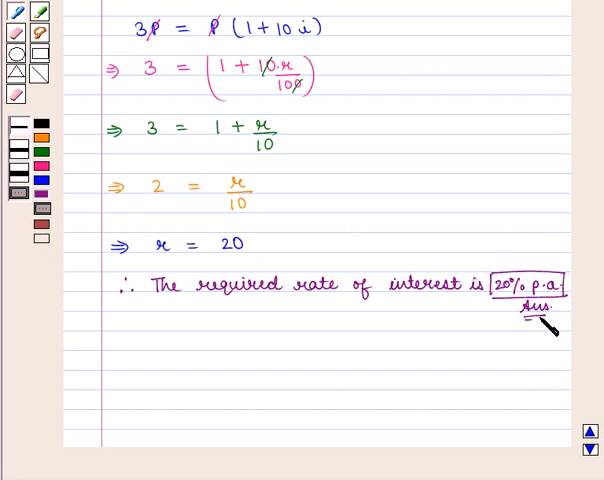 3P = P (1 + 10 i)
⇒ 3 = (1 + 10·r/100)
⇒ 3 = 1 + r/10
⇒ 2 = r/10
⇒ r = 20
∴ The required rate of interest is 20% p.a.
Ans.